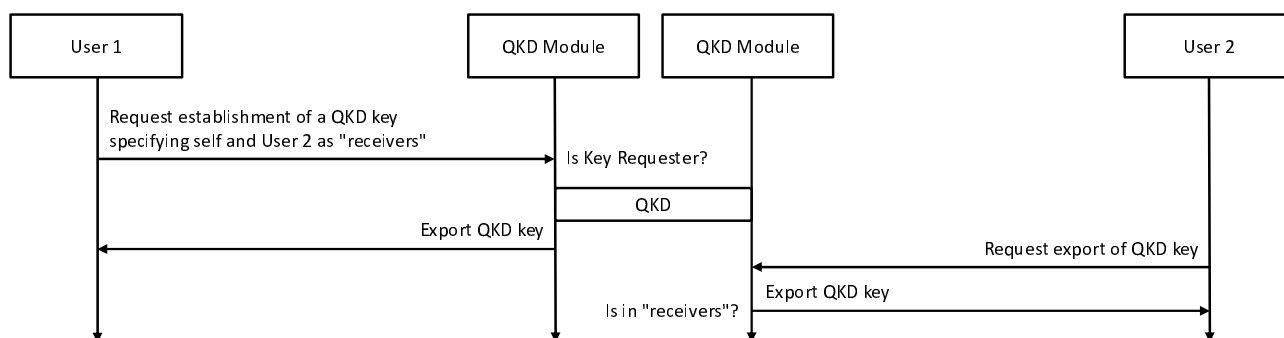 User 1
QKD Module
QKD Module
User 2
Request establishment of a QKD key
specifying self and User 2 as "receivers"
Is Key Requester?
QKD
Export QKD key
Request export of QKD key
Export QKD key
Is in "receivers"?